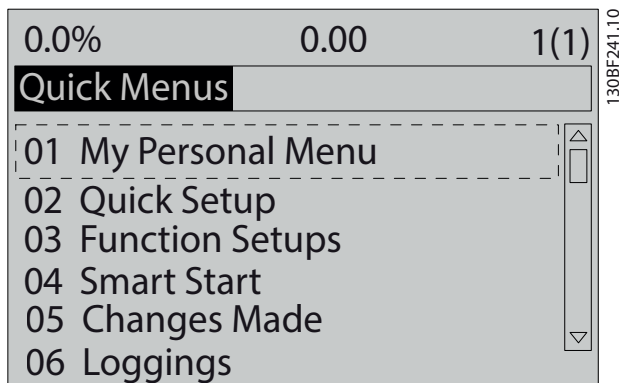 0.0% 0.00 1(1)
Quick Menus
01 My Personal Menu
02 Quick Setup
03 Function Setups
04 Smart Start
05 Changes Made
06 Loggings
130BF241.10